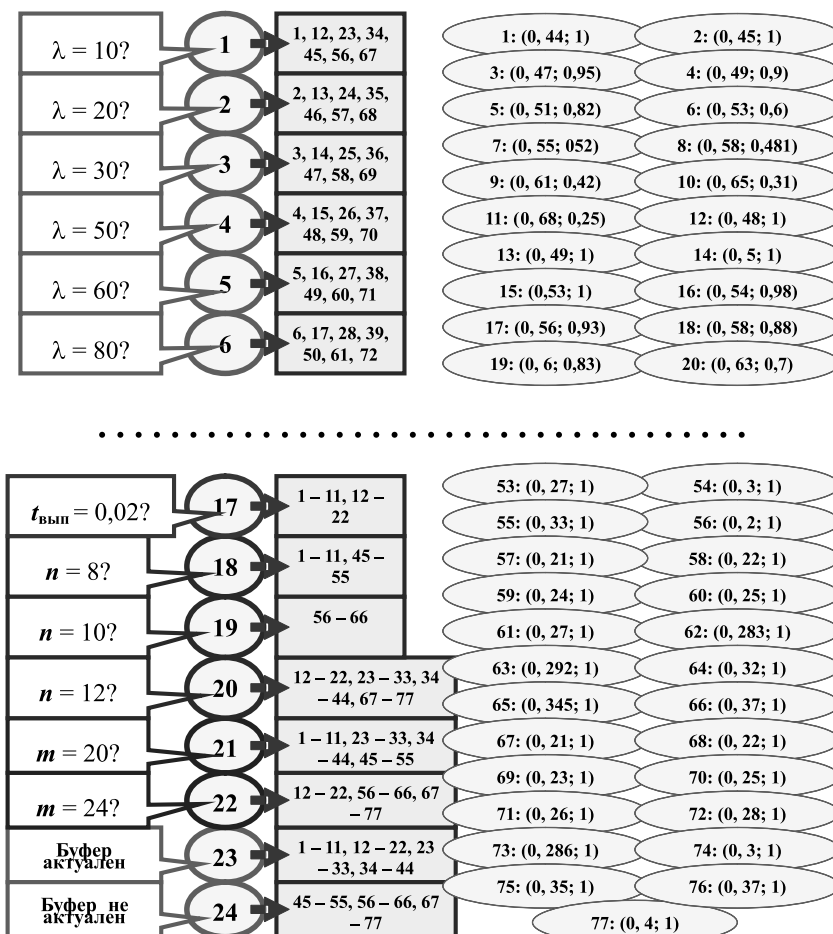 λ = 10?
1
1, 12, 23, 34,
45, 56, 67
λ = 20?
2
2, 13, 24, 35,
46, 57, 68
λ = 30?
3
3, 14, 25, 36,
47, 58, 69
λ = 50?
4
4, 15, 26, 37,
48, 59, 70
λ = 60?
5
5, 16, 27, 38,
49, 60, 71
λ = 80?
6
6, 17, 28, 39,
50, 61, 72
1: (0, 44; 1)
2: (0, 45; 1)
3: (0, 47; 0,95)
4: (0, 49; 0,9)
5: (0, 51; 0,82)
6: (0, 53; 0,6)
7: (0, 55; 052)
8: (0, 58; 0,481)
9: (0, 61; 0,42)
10: (0, 65; 0,31)
11: (0, 68; 0,25)
12: (0, 48; 1)
13: (0, 49; 1)
14: (0, 5; 1)
15: (0,53; 1)
16: (0, 54; 0,98)
17: (0, 56; 0,93)
18: (0, 58; 0,88)
19: (0, 6; 0,83)
20: (0, 63; 0,7)
tвып = 0,02?
17
1 – 11, 12 –
22
n = 8?
18
1 – 11, 45 –
55
n = 10?
19
56 – 66
n = 12?
20
12 – 22, 23 – 33, 34
– 44, 67 – 77
m = 20?
21
1 – 11, 23 – 33, 34
– 44, 45 – 55
m = 24?
22
12 – 22, 56 – 66, 67
– 77
Буфер
актуален
23
1 – 11, 12 – 22, 23
– 33, 34 – 44
Буфер не
актуален
24
45 – 55, 56 – 66, 67
– 77
53: (0, 27; 1)
54: (0, 3; 1)
55: (0, 33; 1)
56: (0, 2; 1)
57: (0, 21; 1)
58: (0, 22; 1)
59: (0, 24; 1)
60: (0, 25; 1)
61: (0, 27; 1)
62: (0, 283; 1)
63: (0, 292; 1)
64: (0, 32; 1)
65: (0, 345; 1)
66: (0, 37; 1)
67: (0, 21; 1)
68: (0, 22; 1)
69: (0, 23; 1)
70: (0, 25; 1)
71: (0, 26; 1)
72: (0, 28; 1)
73: (0, 286; 1)
74: (0, 3; 1)
75: (0, 35; 1)
76: (0, 37; 1)
77: (0, 4; 1)